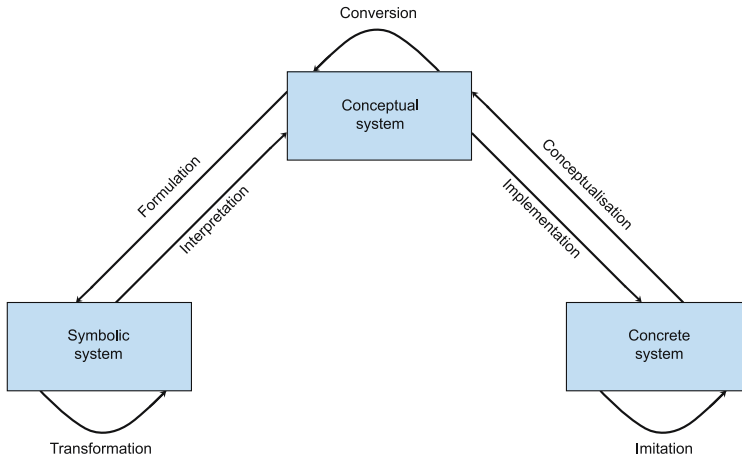 Conversion
Conceptual
system
Formulation
Interpretation
Implementation
Conceptualisation
Symbolic
system
Concrete
system
Transformation
Imitation